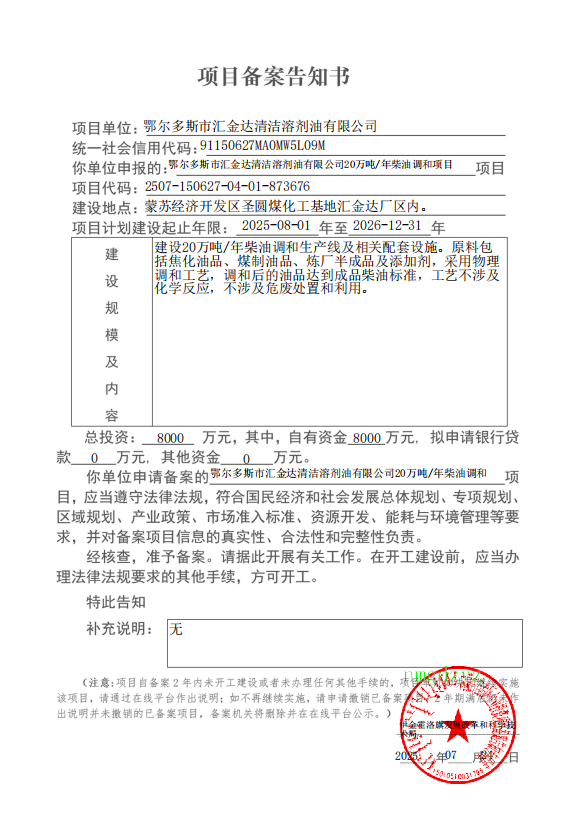 项目备案告知书
项目单位：鄂尔多斯市汇金达清洁溶剂油有限公司
统一社会信用代码：91150627MA0MW5L09M
你单位申报的：鄂尔多斯市汇金达清洁溶剂油有限公司20万吨/年柴油调和项目 项目
项目代码：2507-150627-04-01-873676
建设地点：蒙苏经济开发区圣圆煤化工基地汇金达厂区内。
项目计划建设起止年限：2025-08-01 年至 2026-12-31 年
建设规模及内容
建设20万吨/年柴油调和生产线及相关配套设施。原料包
括焦化油品、煤制油品、炼厂半成品及添加剂，采用物理
调和工艺，调和后的油品达到成品柴油标准，工艺不涉及
化学反应，不涉及危废处置和利用。
总投资：8000 万元，其中，自有资金 8000 万元，拟申请银行贷
款 0 万元，其他资金 0 万元。
你单位申请备案的鄂尔多斯市汇金达清洁溶剂油有限公司20万吨/年柴油调和 项
目，应当遵守法律法规，符合国民经济和社会发展总体规划、专项规划、
区域规划、产业政策、市场准入标准、资源开发、能耗与环境管理等要
求，并对备案项目信息的真实性、合法性和完整性负责。
经核查，准予备案。请据此开展有关工作。在开工建设前，应当办
理法律法规要求的其他手续，方可开工。
特此告知
补充说明：无
（注意：项目自备案2年内未开工建设或者未办理任何其他手续的，项 实施
该项目，请通过在线平台作出说明；如不再继续实施，请申请撤销已备案 2年期满 未作
出说明并未撤销的已备案项目，备案机关将删除并在在线平台公示。）
伊金霍洛旗发展改革和科学技
2025 年 07 月 日